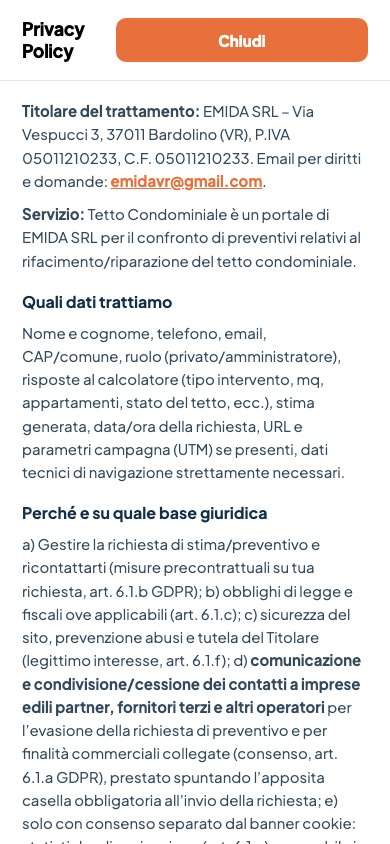 Privacy
Policy
Chiudi
Titolare del trattamento: EMIDA SRL – Via
Vespucci 3, 37011 Bardolino (VR), P.IVA
05011210233, C.F. 05011210233. Email per diritti
e domande: emidavr@gmail.com.
Servizio: Tetto Condominiale è un portale di
EMIDA SRL per il confronto di preventivi relativi al
rifacimento/riparazione del tetto condominiale.
Quali dati trattiamo
Nome e cognome, telefono, email,
CAP/comune, ruolo (privato/amministratore),
risposte al calcolatore (tipo intervento, mq,
appartamenti, stato del tetto, ecc.), stima
generata, data/ora della richiesta, URL e
parametri campagna (UTM) se presenti, dati
tecnici di navigazione strettamente necessari.
Perché e su quale base giuridica
a) Gestire la richiesta di stima/preventivo e
ricontattarti (misure precontrattuali su tua
richiesta, art. 6.1.b GDPR); b) obblighi di legge e
fiscali ove applicabili (art. 6.1.c); c) sicurezza del
sito, prevenzione abusi e tutela del Titolare
(legittimo interesse, art. 6.1.f); d) comunicazione
e condivisione/cessione dei contatti a imprese
edili partner, fornitori terzi e altri operatori per
l’evasione della richiesta di preventivo e per
finalità commerciali collegate (consenso, art.
6.1.a GDPR), prestato spuntando l’apposita
casella obbligatoria all’invio della richiesta; e)
solo con consenso separato dal banner cookie: